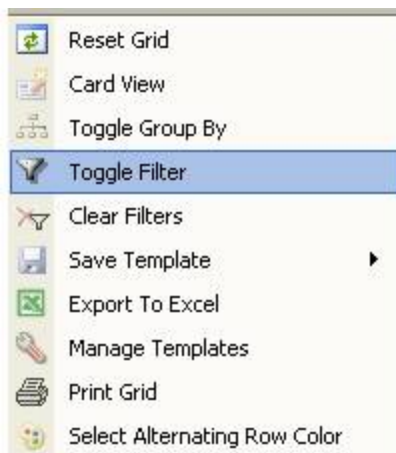 Reset Grid
Card View
Toggle Group By
Toggle Filter
Clear Filters
Save Template
Export To Excel
Manage Templates
Print Grid
Select Alternating Row Color